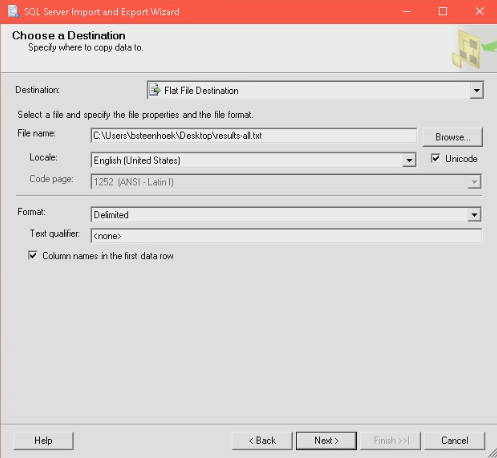 SQL Server Import and Export Wizard
Choose a Destination
Specify where to copy data to.
Destination: Flat File Destination
Select a file and specify the file properties and the file format.
File name: C:\Users\bsteenhoek\Desktop\results-all.txt Browse...
Locale: English (United States) Unicode
Code page: 1252 (ANSI - Latin I)
Format: Delimited
Text qualifier: <none>
Column names in the first data row
Help < Back Next > Finish >>| Cancel